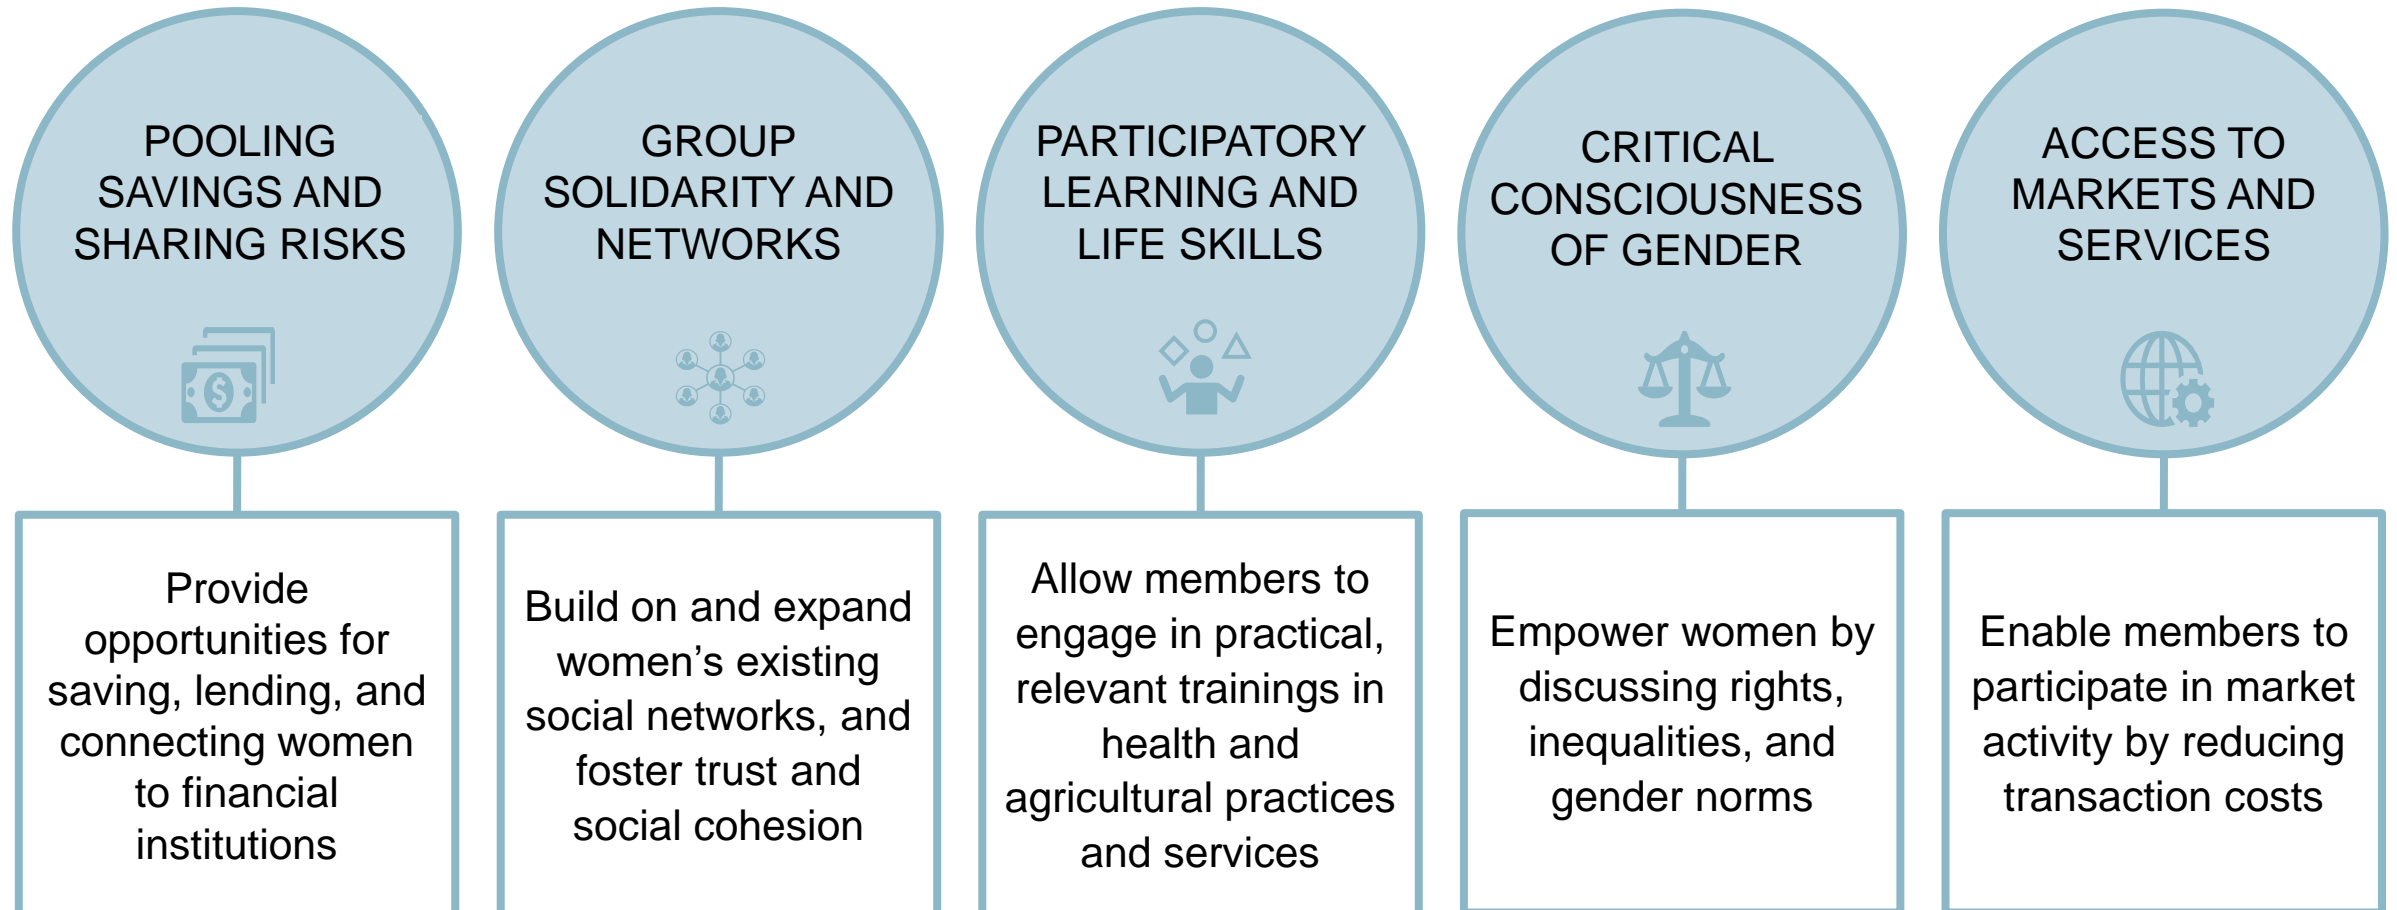 POOLING
SAVINGS AND
SHARING RISKS
Provide
opportunities for
saving, lending, and
connecting women
to financial
institutions
GROUP
SOLIDARITY AND
NETWORKS
Build on and expand
women’s existing
social networks, and
foster trust and
social cohesion
PARTICIPATORY
LEARNING AND
LIFE SKILLS
Allow members to
engage in practical,
relevant trainings in
health and
agricultural practices
and services
CRITICAL
CONSCIOUSNESS
OF GENDER
Empower women by
discussing rights,
inequalities, and
gender norms
ACCESS TO
MARKETS AND
SERVICES
Enable members to
participate in market
activity by reducing
transaction costs